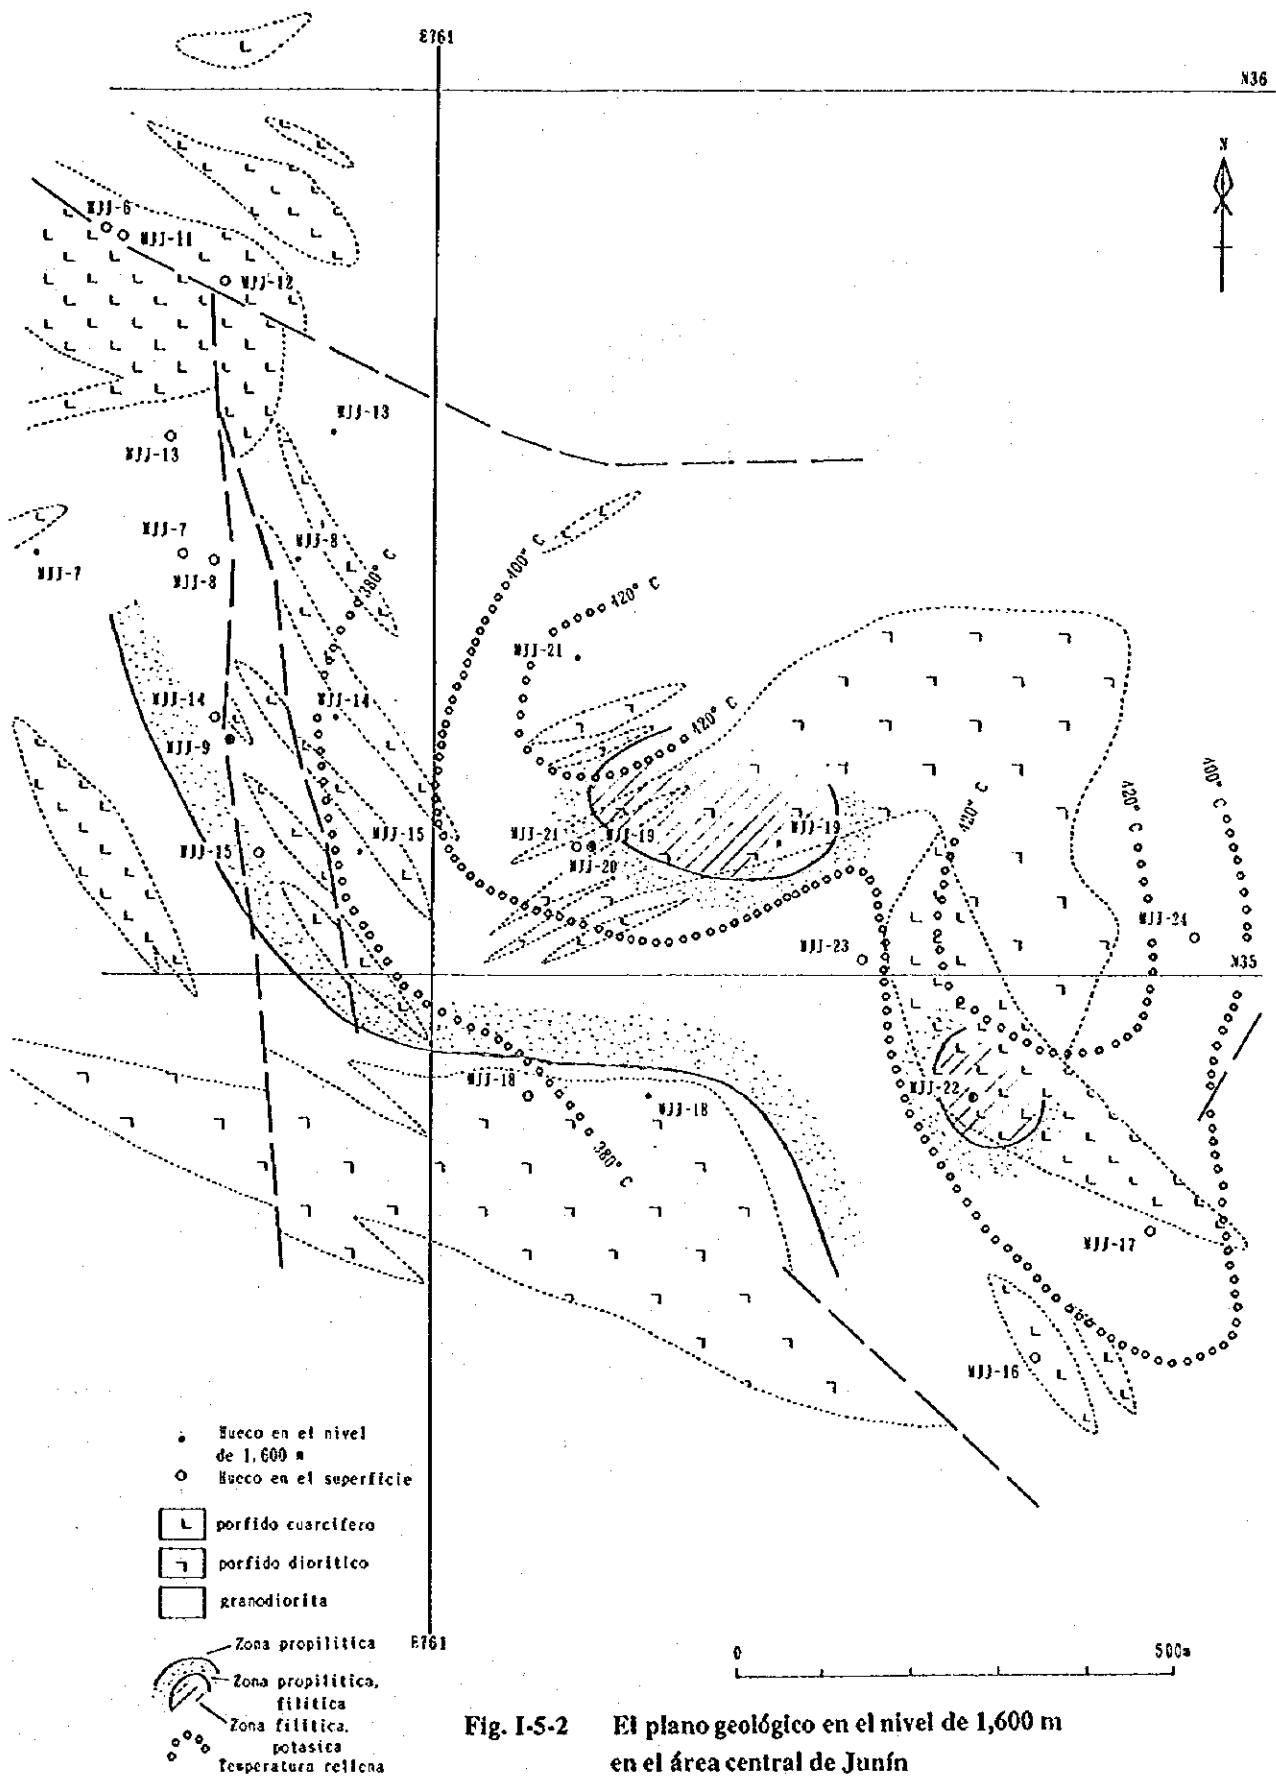 E761
N36
N
MJJ-6
MJJ-11
MJJ-12
MJJ-13
MJJ-13
MJJ-7
MJJ-8
MJJ-7
MJJ-8
380° C
400° C
420° C
MJJ-21
MJJ-14
MJJ-14
MJJ-9
420° C
420° C
420° C
400° C
MJJ-15
MJJ-15
MJJ-21
MJJ-19
MJJ-20
MJJ-19
MJJ-23
MJJ-24
N35
MJJ-18
MJJ-18
MJJ-22
380° C
MJJ-17
MJJ-16
Hueco en el nivel
de 1,600 m
Hueco en el superficie
porfido cuarcifero
porfido dioritico
granodiorita
Zona propilitica
Zona propilitica,
filitica
Zona filitica,
potasica
Temperatura rellena
E761
0
500m
Fig. I-5-2 El plano geológico en el nivel de 1,600 m
en el área central de Junín